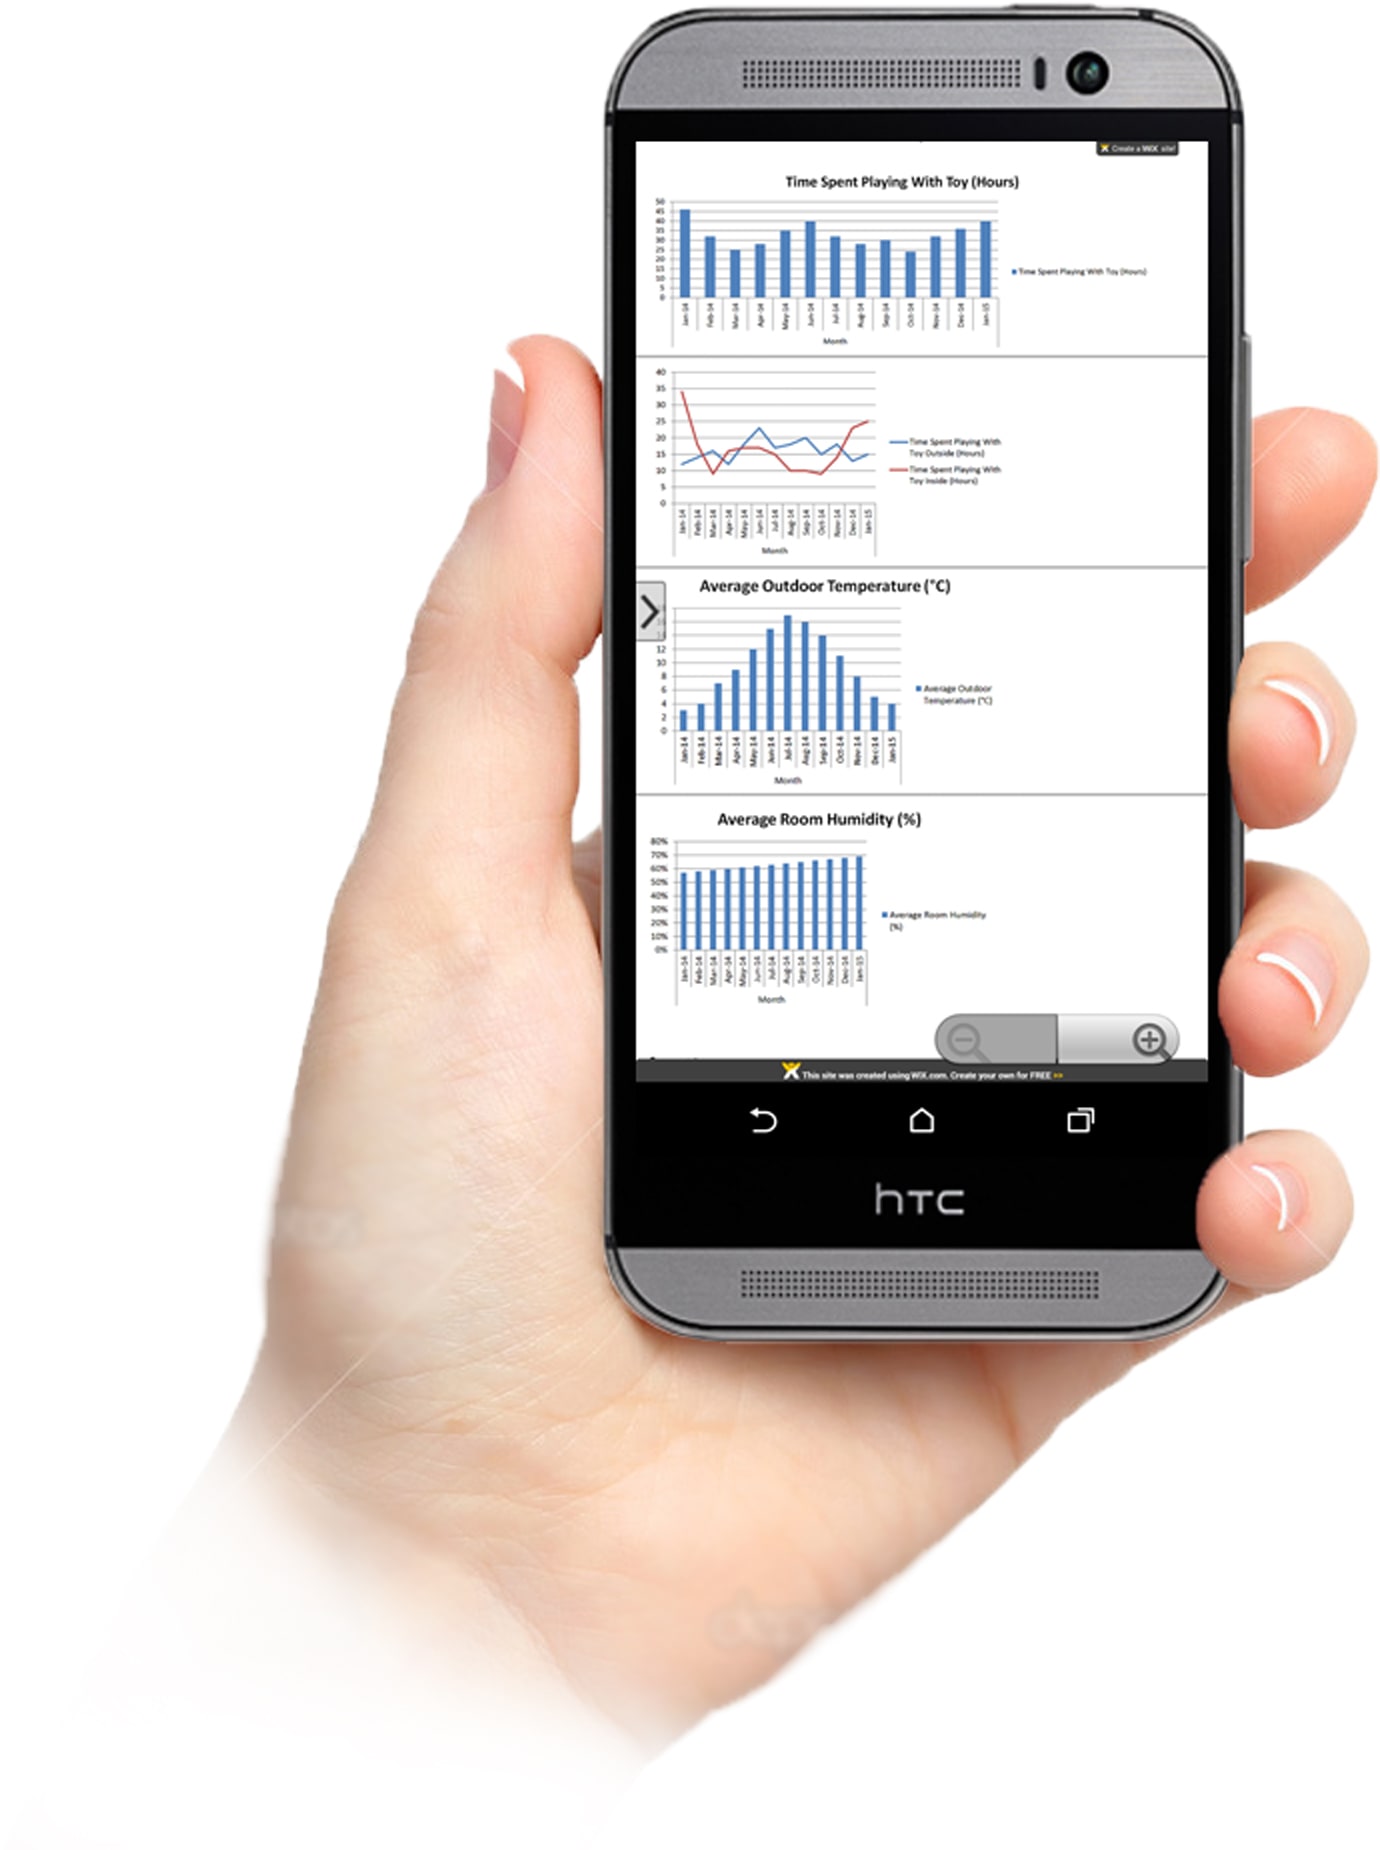 Create a WiX site!
Time Spent Playing With Toy (Hours)
50
45
40
35
30
25
20
15
10
5
0
Jan-14
Feb-14
Mar-14
Apr-14
May-14
Jun-14
Jul-14
Aug-14
Sep-14
Oct-14
Nov-14
Dec-14
Jan-15
Month
Time Spent Playing With Toy (Hours)
40
35
30
25
20
15
10
5
0
Jan-14
Feb-14
Mar-14
Apr-14
May-14
Jun-14
Jul-14
Aug-14
Sep-14
Oct-14
Nov-14
Dec-14
Jan-15
Month
Time Spent Playing With
Toy Outside (Hours)
Time Spent Playing With
Toy Inside (Hours)
Average Outdoor Temperature (°C)
12
10
8
6
4
2
0
Jan-14
Feb-14
Mar-14
Apr-14
May-14
Jun-14
Jul-14
Aug-14
Sep-14
Oct-14
Nov-14
Dec-14
Jan-15
Month
Average Outdoor
Temperature (°C)
Average Room Humidity (%)
80%
70%
60%
50%
40%
30%
20%
10%
0%
Jan-14
Feb-14
Mar-14
Apr-14
May-14
Jun-14
Jul-14
Aug-14
Sep-14
Oct-14
Nov-14
Dec-14
Jan-15
Month
Average Room Humidity
(%)
This site was created using WiX.com. Create your own for FREE >>
hTC